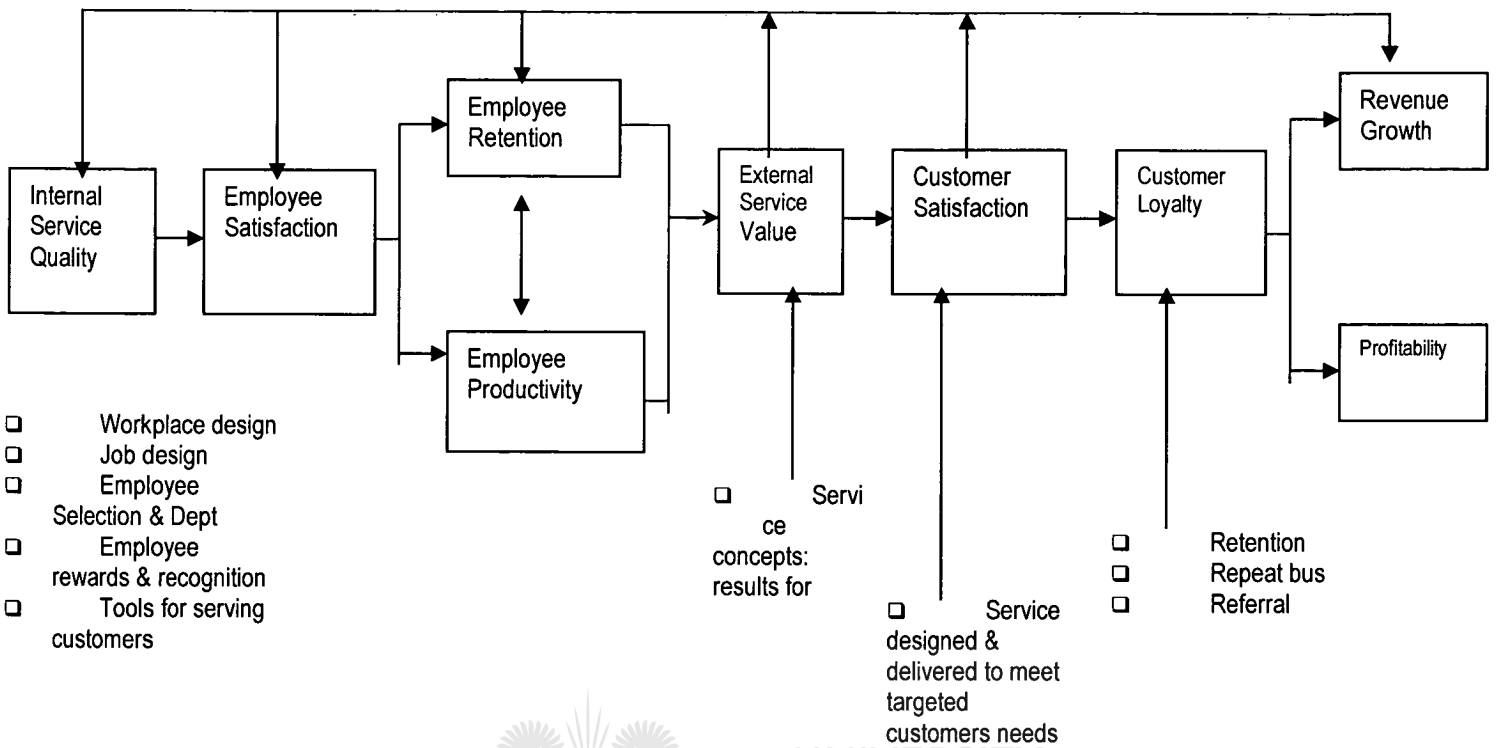 Internal
Service
Quality
Employee
Satisfaction
Employee
Retention
Employee
Productivity
External
Service
Value
Customer
Satisfaction
Customer
Loyalty
Revenue
Growth
Profitability
❑ Workplace design
❑ Job design
❑ Employee
Selection & Dept
❑ Employee
rewards & recognition
❑ Tools for serving
customers
❑ Servi
ce
concepts:
results for
❑ Service
designed &
delivered to meet
targeted
customers needs
❑ Retention
❑ Repeat bus
❑ Referral